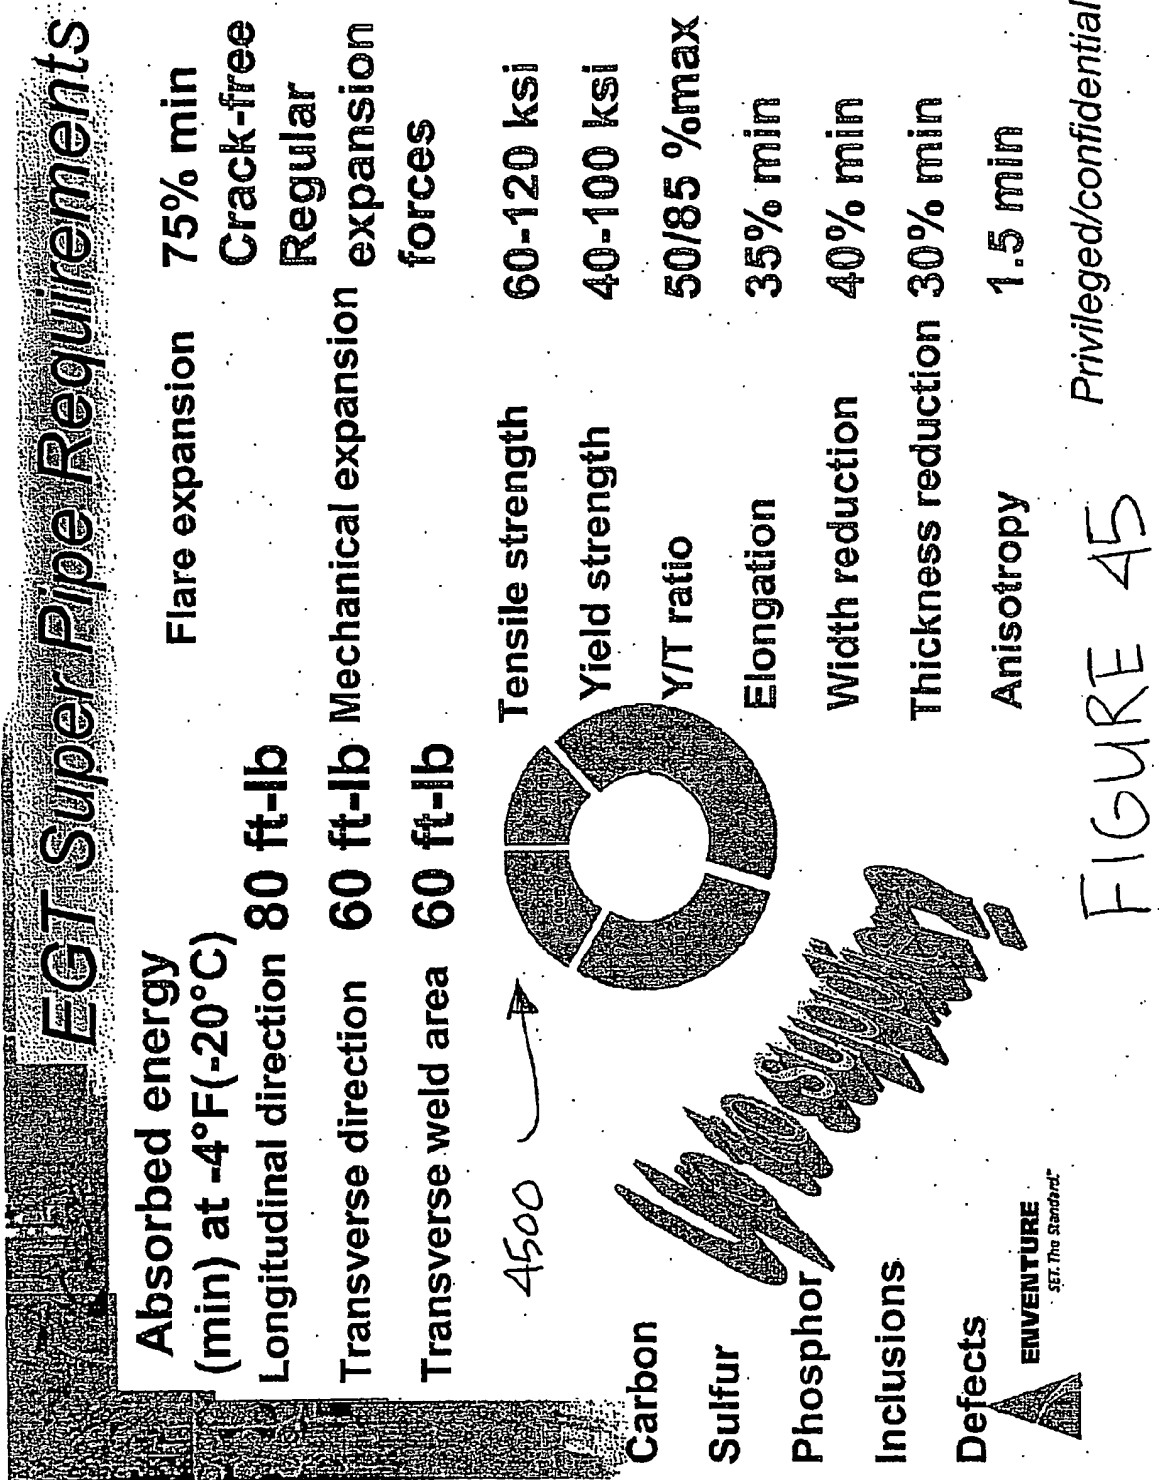 EGT Super Pipe Requirements
Absorbed energy
(min) at -4°F(-20°C)
Longitudinal direction 80 ft-lb
Transverse direction 60 ft-lb
Transverse weld area 60 ft-lb
Flare expansion 75% min
Crack-free
Mechanical expansion Regular
expansion
forces
4500
Tensile strength 60-120 ksi
Yield strength 40-100 ksi
Y/T ratio 50/85 %max
Elongation 35% min
Width reduction 40% min
Thickness reduction 30% min
Anisotropy 1.5 min
Carbon
Sulfur
Phosphor
Inclusions
Defects
ENVENTURE
SET. The Standard.™
FIGURE 45
Privileged/confidential